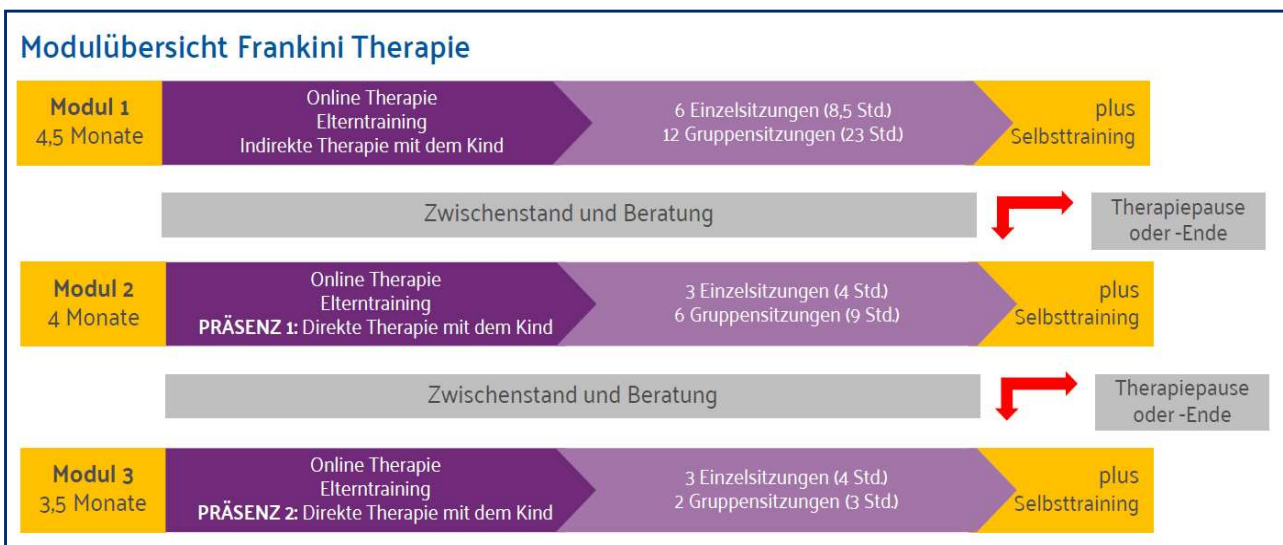 Modulübersicht Frankini Therapie
Modul 1
4,5 Monate
Online Therapie
Elterntraining
Indirekte Therapie mit dem Kind
6 Einzelsitzungen (8,5 Std.)
12 Gruppensitzungen (23 Std.)
plus
Selbsttraining
Zwischenstand und Beratung
Therapiepause
oder -Ende
Modul 2
4 Monate
Online Therapie
Elterntraining
PRÄSENZ 1: Direkte Therapie mit dem Kind
3 Einzelsitzungen (4 Std.)
6 Gruppensitzungen (9 Std.)
plus
Selbsttraining
Zwischenstand und Beratung
Therapiepause
oder -Ende
Modul 3
3,5 Monate
Online Therapie
Elterntraining
PRÄSENZ 2: Direkte Therapie mit dem Kind
3 Einzelsitzungen (4 Std.)
2 Gruppensitzungen (3 Std.)
plus
Selbsttraining